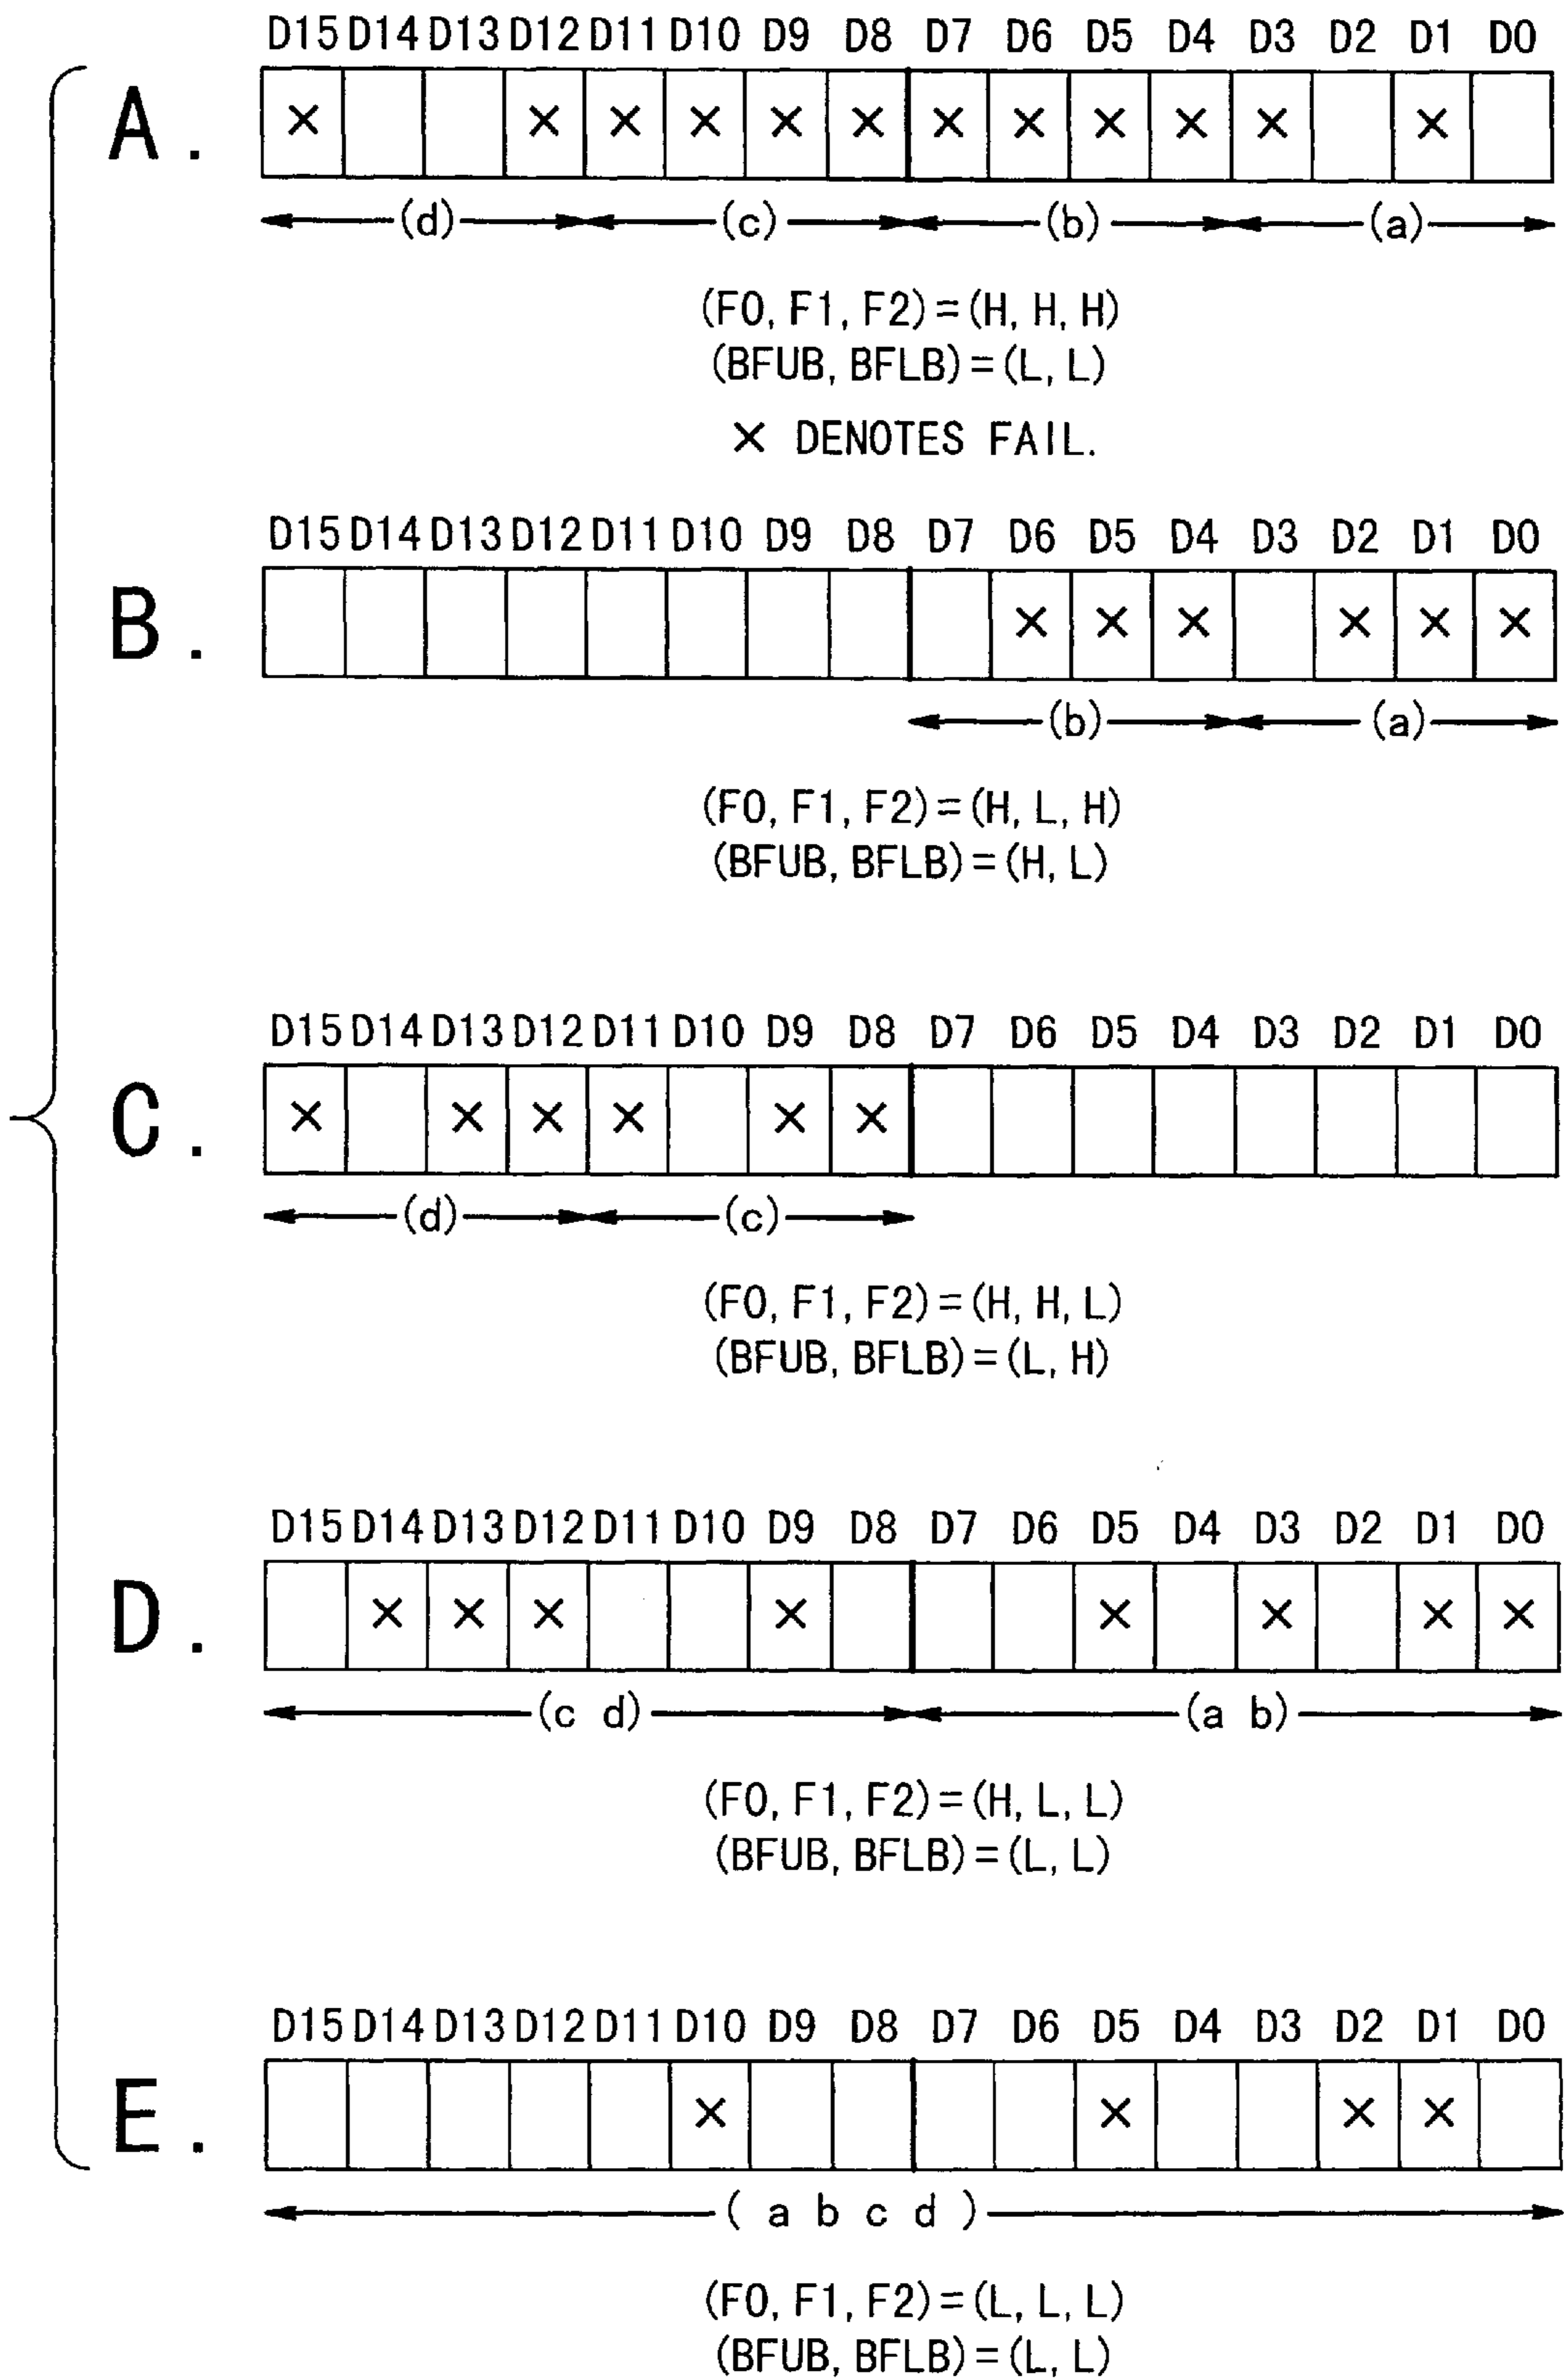 D15 D14 D13 D12 D11 D10 D9 D8 D7 D6 D5 D4 D3 D2 D1 D0
A.
× × × × × × × × × × ×
(d) (c) (b) (a)
(F0, F1, F2)=(H, H, H)
(BFUB, BFLB)=(L, L)
× DENOTES FAIL.
D15 D14 D13 D12 D11 D10 D9 D8 D7 D6 D5 D4 D3 D2 D1 D0
B.
× × × × × ×
(b) (a)
(F0, F1, F2)=(H, L, H)
(BFUB, BFLB)=(H, L)
D15 D14 D13 D12 D11 D10 D9 D8 D7 D6 D5 D4 D3 D2 D1 D0
C.
× × × × × ×
(d) (c)
(F0, F1, F2)=(H, H, L)
(BFUB, BFLB)=(L, H)
D15 D14 D13 D12 D11 D10 D9 D8 D7 D6 D5 D4 D3 D2 D1 D0
D.
× × × × × × × ×
(c d) (a b)
(F0, F1, F2)=(H, L, L)
(BFUB, BFLB)=(L, L)
D15 D14 D13 D12 D11 D10 D9 D8 D7 D6 D5 D4 D3 D2 D1 D0
E.
× × × ×
( a b c d )
(F0, F1, F2)=(L, L, L)
(BFUB, BFLB)=(L, L)